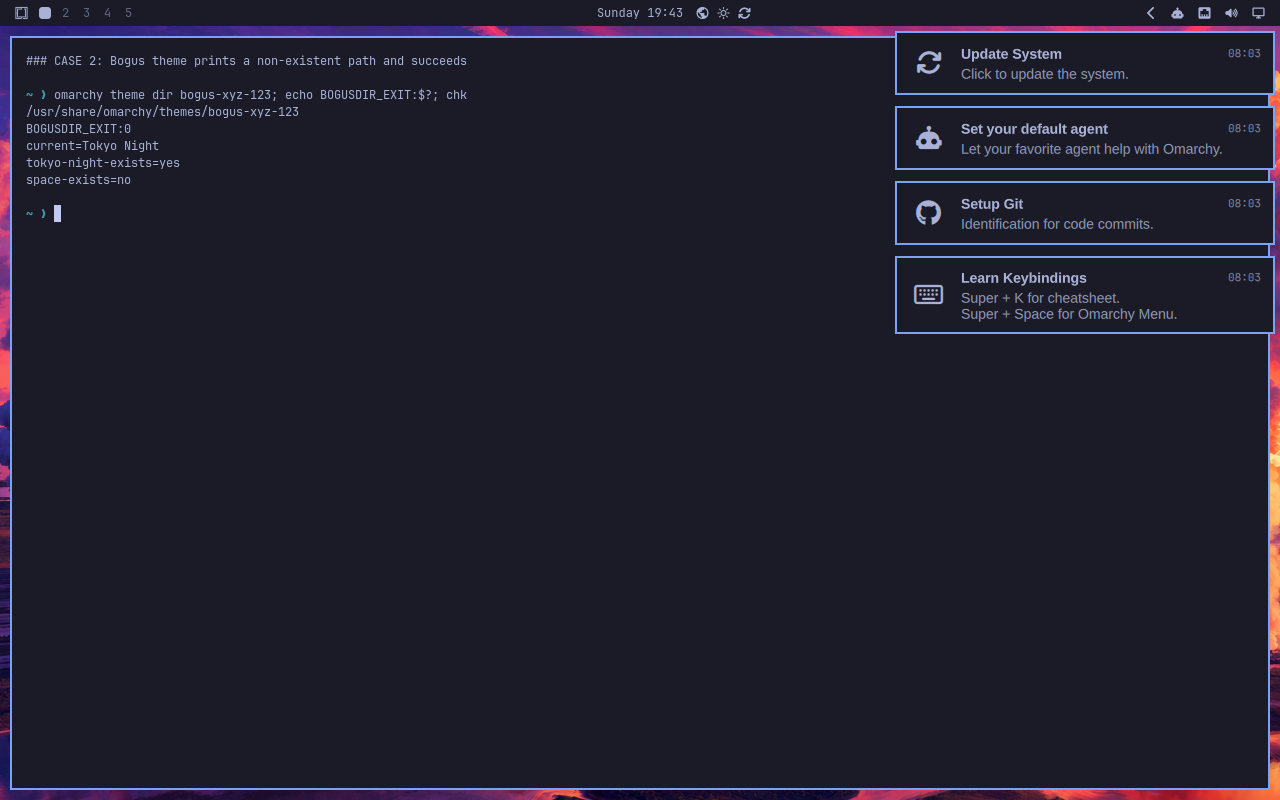 2 3 4 5
Sunday 19:43
### CASE 2: Bogus theme prints a non-existent path and succeeds
~ ❯ omarchy theme dir bogus-xyz-123; echo BOGUSDIR_EXIT:$?; chk
/usr/share/omarchy/themes/bogus-xyz-123
BOGUSDIR_EXIT:0
current=Tokyo Night
tokyo-night-exists=yes
space-exists=no
~ ❯
Update System 08:03
Click to update the system.
Set your default agent 08:03
Let your favorite agent help with Omarchy.
Setup Git 08:03
Identification for code commits.
Learn Keybindings 08:03
Super + K for cheatsheet.
Super + Space for Omarchy Menu.